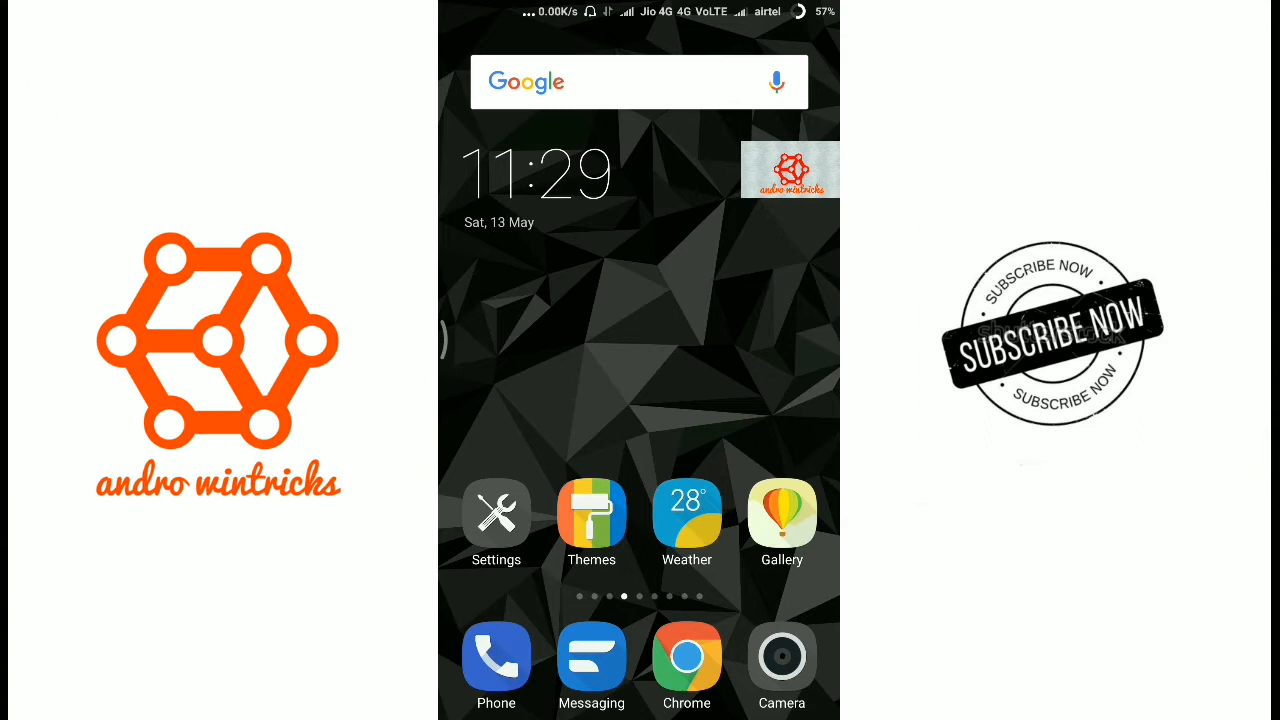 ... 0.00K/s Jio 4G 4G VoLTE airtel 57%
Google
11:29
Sat, 13 May
andro wintricks
andro wintricks
SUBSCRIBE NOW
SUBSCRIBE NOW
SUBSCRIBE NOW
28°
Settings Themes Weather Gallery
Phone Messaging Chrome Camera